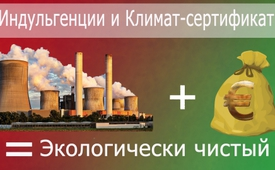 Индульгенции и Климат-сертификат
+
€
= Экологически чистый